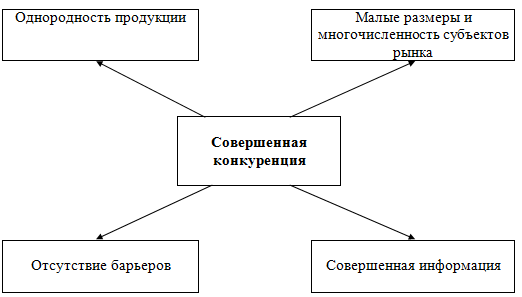 Однородность продукции
Малые размеры и
многочисленность субъектов
рынка
Совершенная
конкуренция
Отсутствие барьеров
Совершенная информация